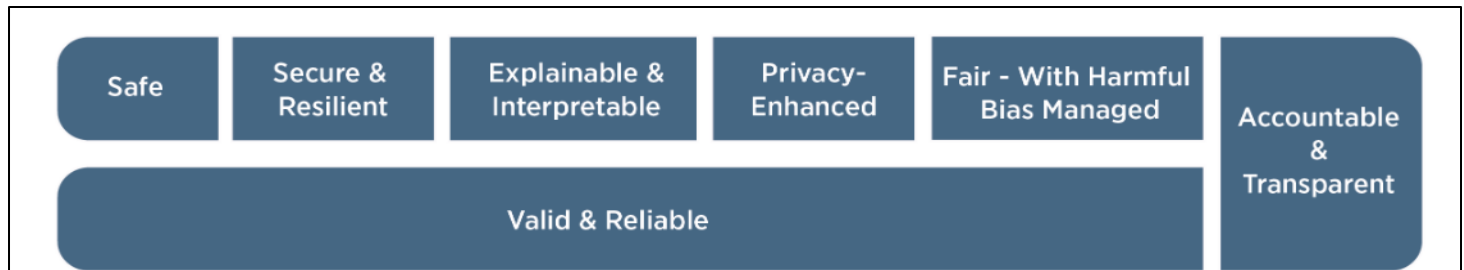 Safe
Secure &
Resilient
Explainable &
Interpretable
Privacy-
Enhanced
Fair - With Harmful
Bias Managed
Accountable
&
Transparent
Valid & Reliable